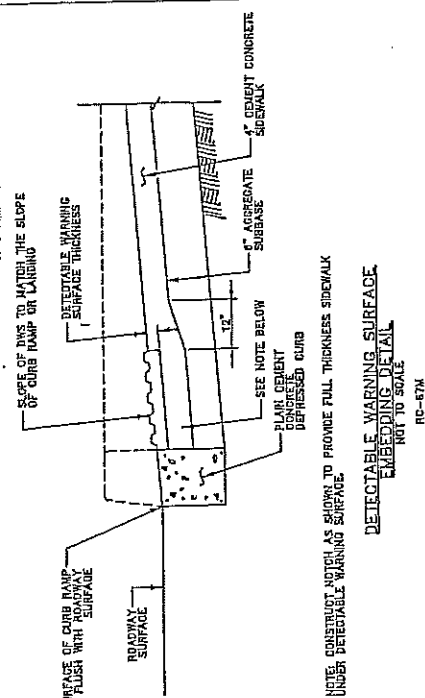 SLOPE OF DWS TO MATCH THE SLOPE
OF CURB RAMP OR LANDING
DETECTABLE WARNING
SURFACE THICKNESS
4" CEMENT CONCRETE
SIDEWALK
6" AGGREGATE
SUBBASE
12"
SEE NOTE BELOW
PLAIN CEMENT
CONCRETE
DEPRESSED CURB
RFACE OF CURB RAMP
FLUSH WITH ROADWAY
SURFACE
ROADWAY
SURFACE
NOTE: CONSTRUCT NOTCH AS SHOWN TO PROVIDE FULL THICKNESS SIDEWALK
UNDER DETECTABLE WARNING SURFACE.
DETECTABLE WARNING SURFACE
EMBEDDING DETAIL
NOT TO SCALE
RC-67M